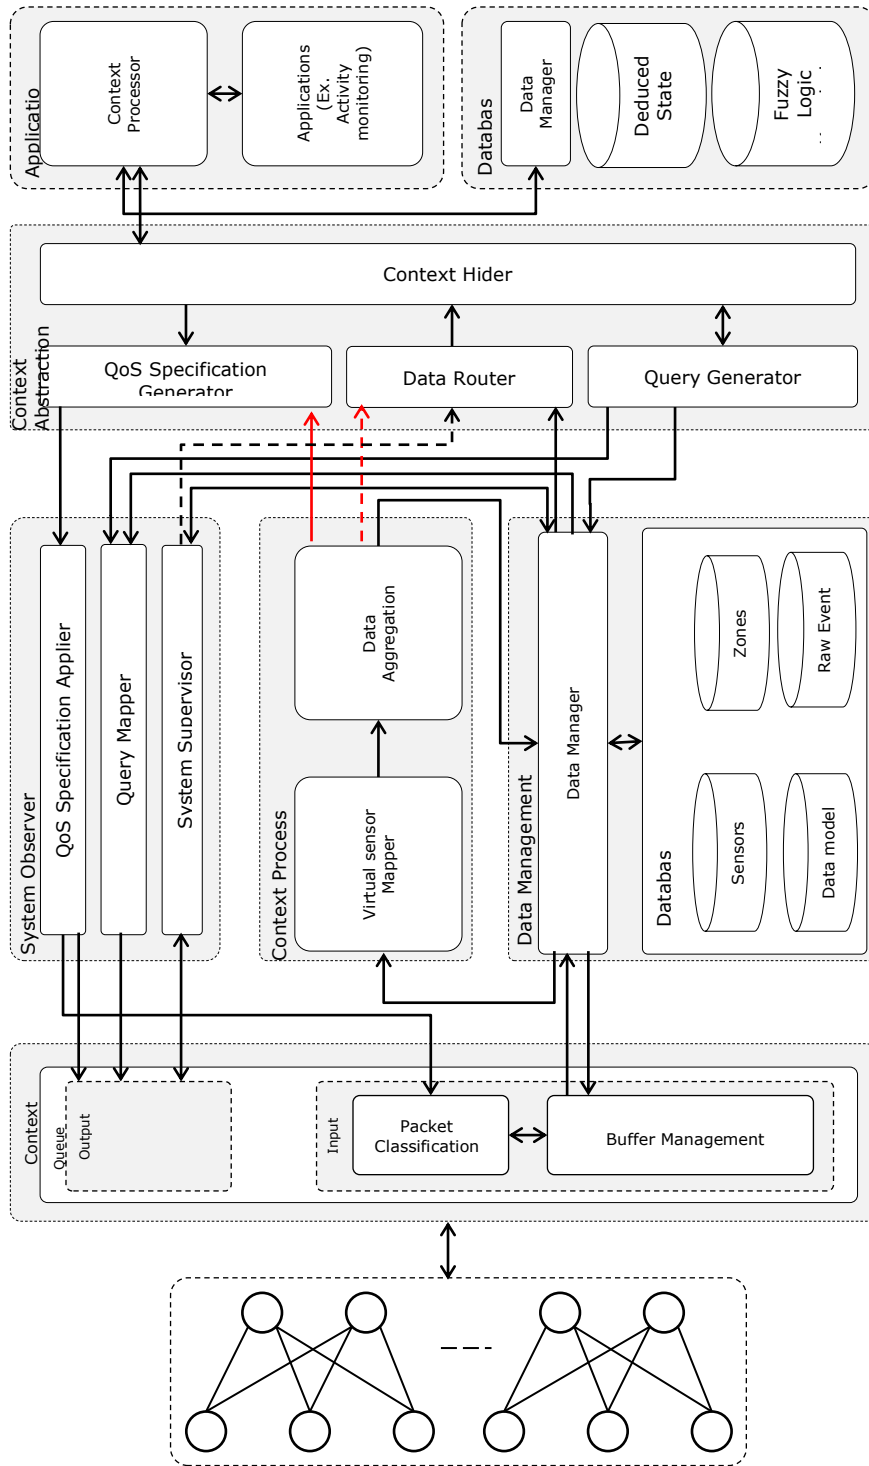 Applicatio
Context
Processor
Applications
(Ex.
Activity
monitoring)
Databas
Data
Manager
Deduced
State
Fuzzy
Logic
Context
Abstraction
Context Hider
QoS Specification
Generator
Data Router
Query Generator
System Observer
QoS Specification Applier
Query Mapper
System Supervisor
Context Process
Data
Aggregation
Virtual sensor
Mapper
Data Management
Data Manager
Databas
Zones
Raw Event
Sensors
Data model
Context
Queue
Output
Input
Packet
Classification
Buffer Management